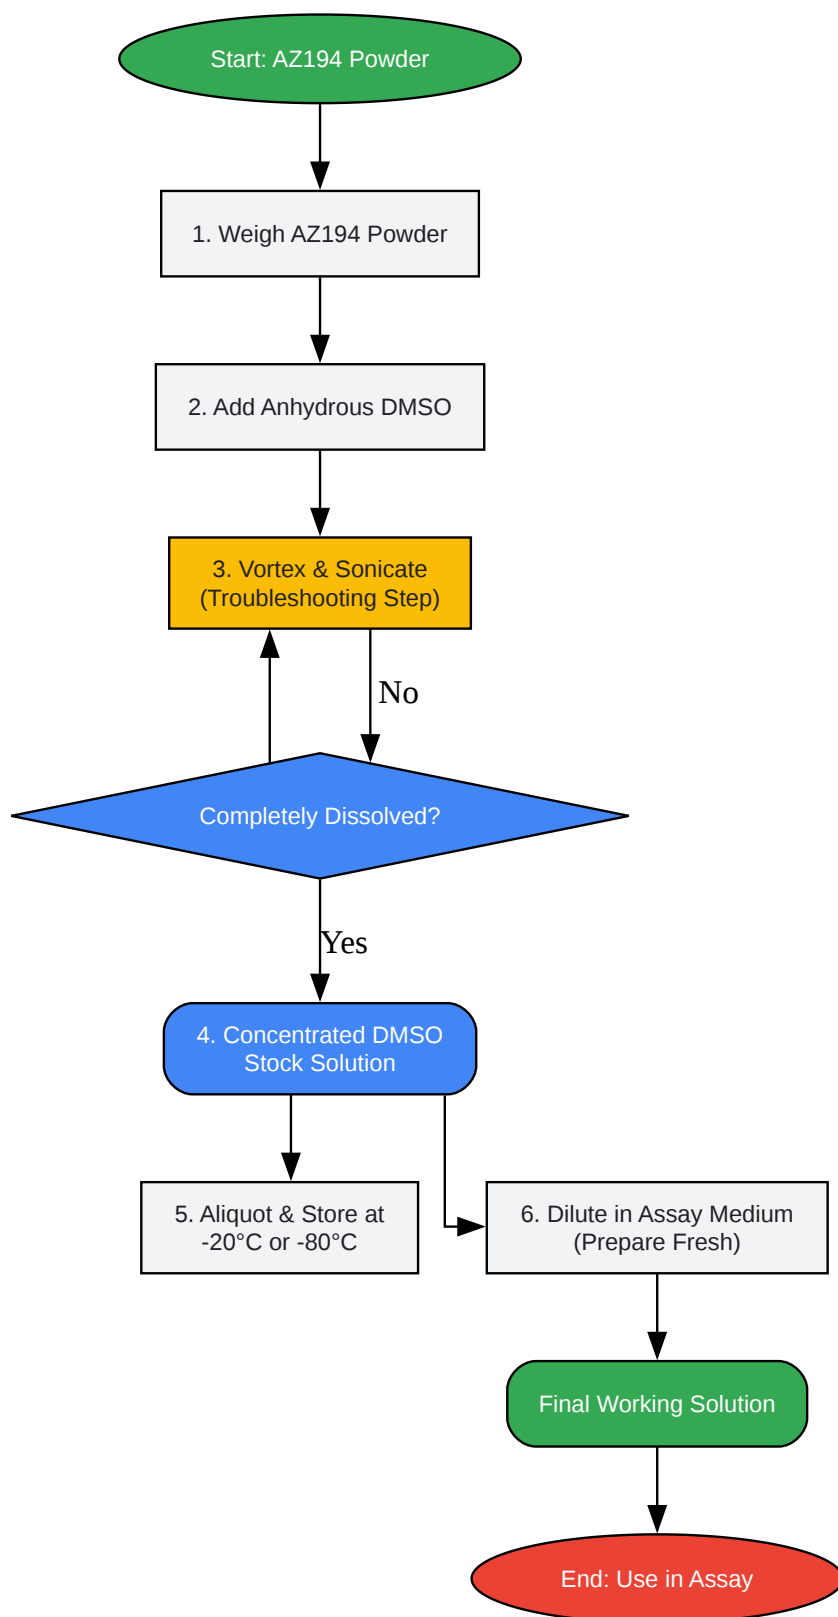 Start: AZ194 Powder
1. Weigh AZ194 Powder
2. Add Anhydrous DMSO
3. Vortex & Sonicate
(Troubleshooting Step)
No
Completely Dissolved?
Yes
4. Concentrated DMSO
Stock Solution
5. Aliquot & Store at
-20°C or -80°C
6. Dilute in Assay Medium
(Prepare Fresh)
Final Working Solution
End: Use in Assay